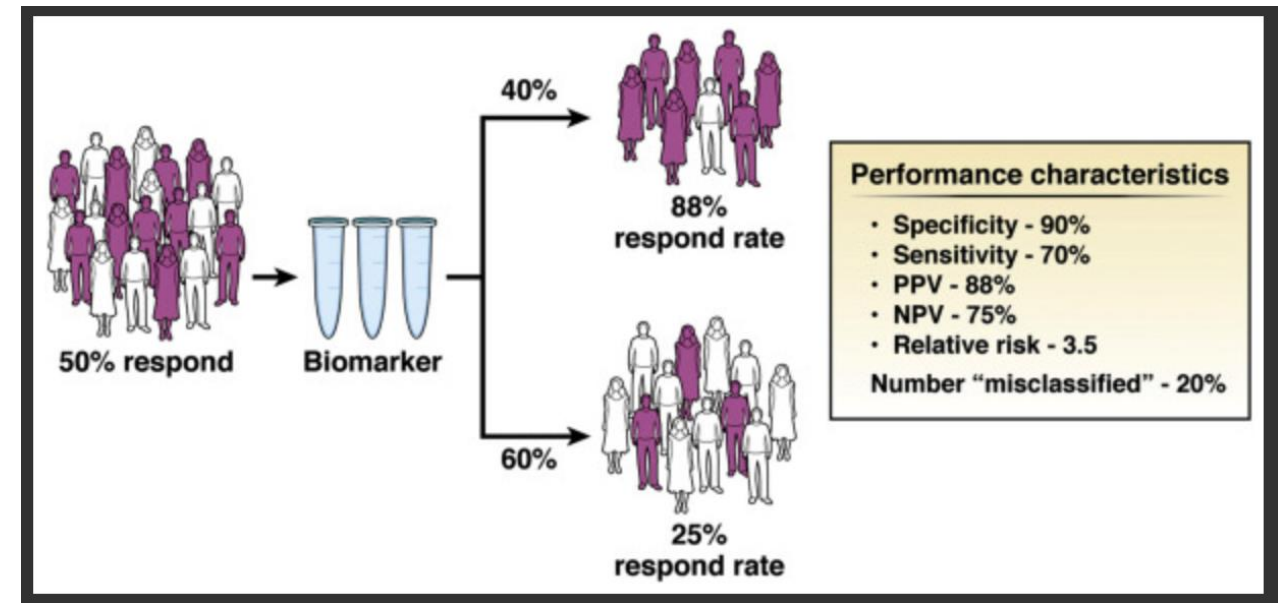 50% respond
Biomarker
40%
88%
respond rate
60%
25%
respond rate
Performance characteristics
• Specificity - 90%
• Sensitivity - 70%
• PPV - 88%
• NPV - 75%
• Relative risk - 3.5
Number “misclassified” - 20%